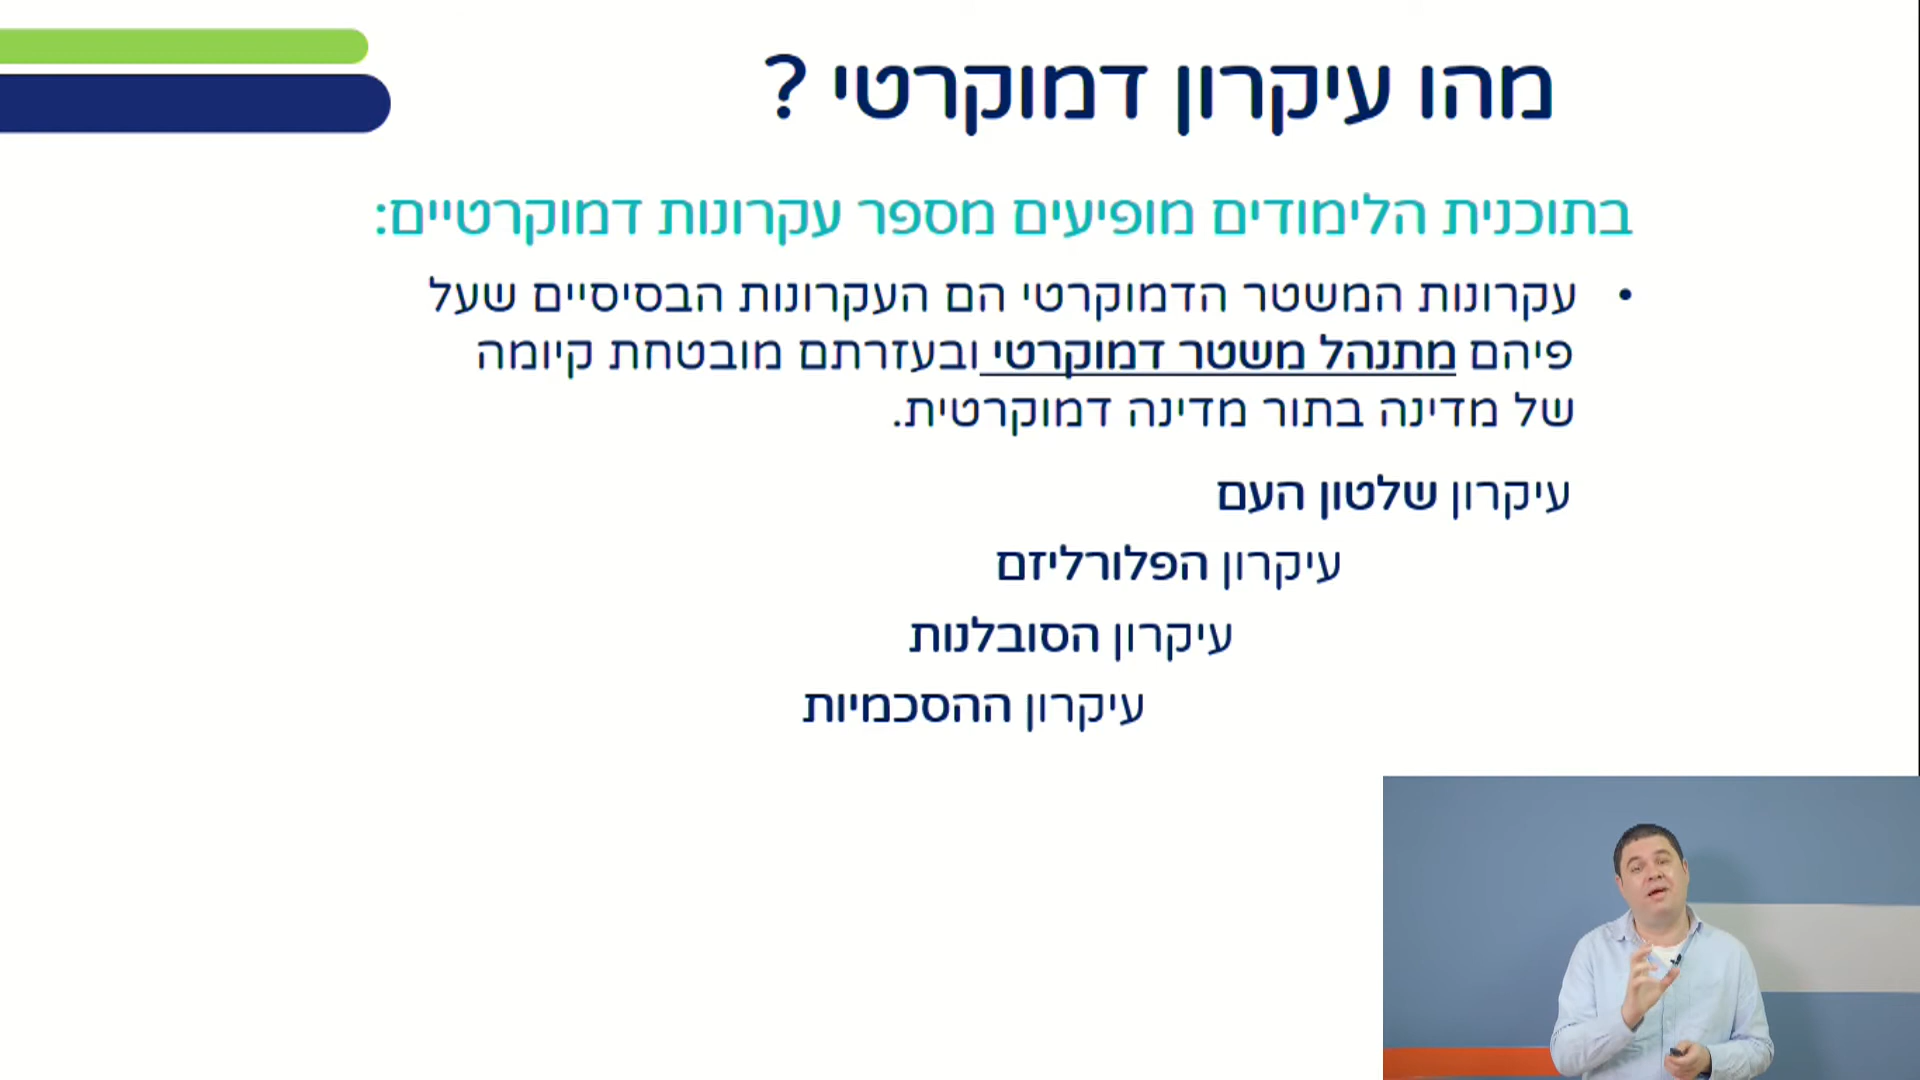 מהו עיקרון דמוקרטי ?
בתוכנית הלימודים מופיעים מספר עקרונות דמוקרטיים:
• עקרונות המשטר הדמוקרטי הם העקרונות הבסיסיים שעל
פיהם מתנהל משטר דמוקרטי ובעזרתם מובטחת קיומה
של מדינה בתור מדינה דמוקרטית.
עיקרון שלטון העם
עיקרון הפלורליזם
עיקרון הסובלנות
עיקרון ההסכמיות